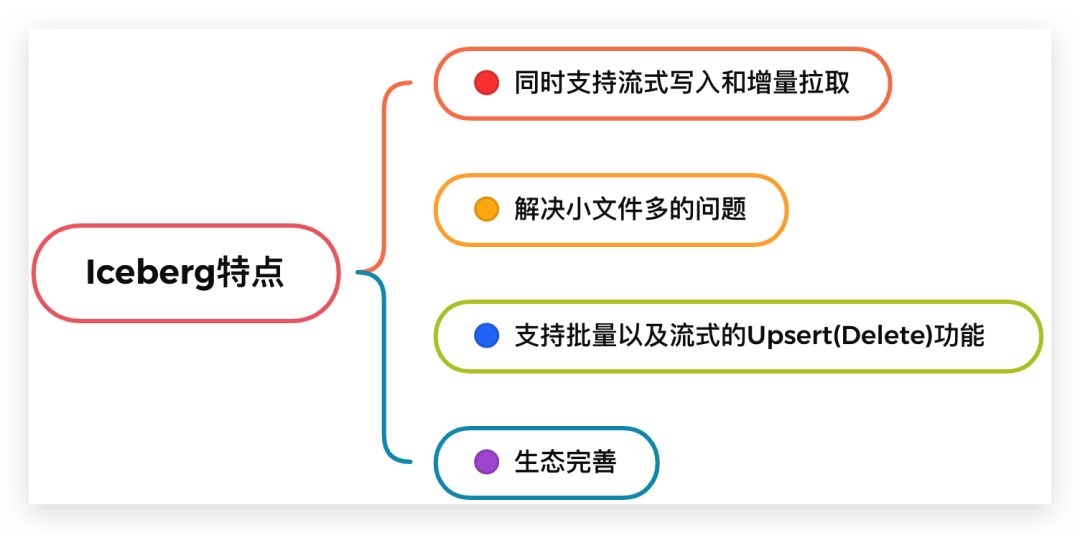 同时支持流式写入和增量拉取
解决小文件多的问题
Iceberg特点
支持批量以及流式的Upsert(Delete)功能
生态完善